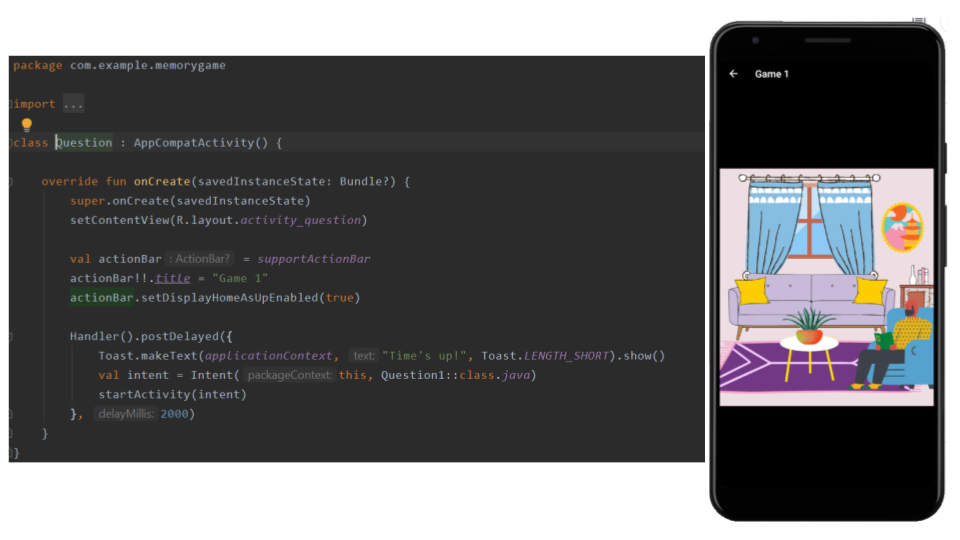 package com.example.memorygame
import ...
class Question : AppCompatActivity() {
override fun onCreate(savedInstanceState: Bundle?) {
super.onCreate(savedInstanceState)
setContentView(R.layout.activity_question)
val actionBar : ActionBar? = supportActionBar
actionBar!!.title = "Game 1"
actionBar.setDisplayHomeAsUpEnabled(true)
Handler().postDelayed({
Toast.makeText(applicationContext, text: "Time's up!", Toast.LENGTH_SHORT).show()
val intent = Intent( packageContext: this, Question1::class.java)
startActivity(intent)
}, delayMillis: 2000)
}
}
Game 1